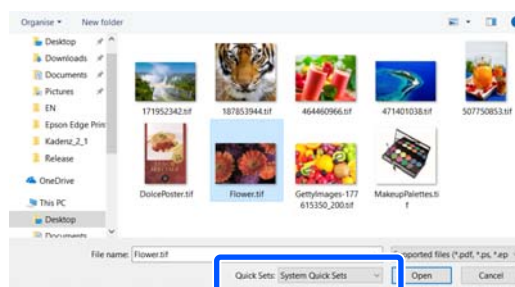 Organise New folder
Desktop
Downloads
Documents
Pictures
EN
Epson Edge Prin
Kadenz_2_1
Release
OneDrive
This PC
Desktop
Documents
171952342.tif 187853944.tif 464460966.tif 471401038.tif 507750853.tif
DolcePoster.tif Flower.tif GettyImages-177 MakeupPalettes.ti
615350_200.tif f
File name: Flower.tif Supported files (*.pdf, *.ps, *.ep
Quick Sets: System Quick Sets Open Cancel